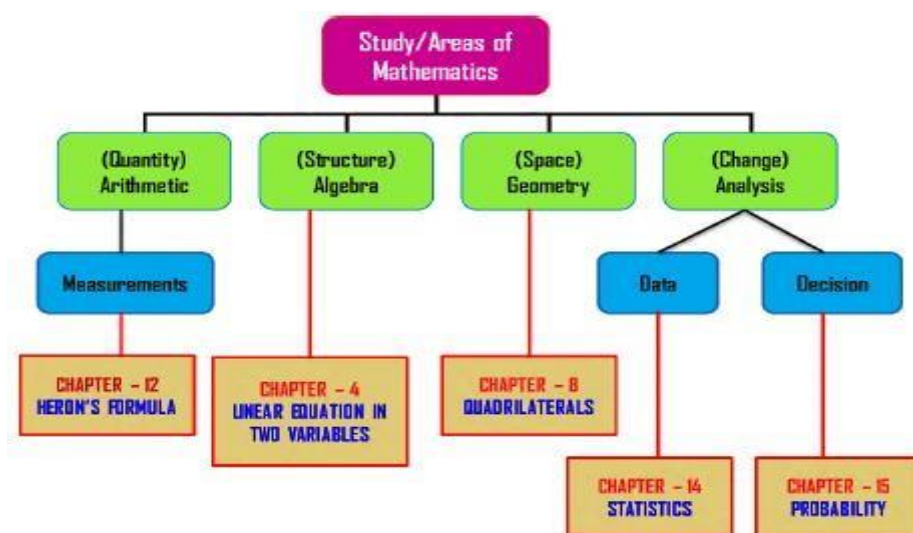 Study/Areas of
Mathematics
(Quantity)
Arithmetic
(Structure)
Algebra
(Space)
Geometry
(Change)
Analysis
Measurements
Data
Decision
CHAPTER - 12
HERON'S FORMULA
CHAPTER - 4
LINEAR EQUATION IN
TWO VARIABLES
CHAPTER - 8
QUADRILATERALS
CHAPTER - 14
STATISTICS
CHAPTER - 15
PROBABILITY